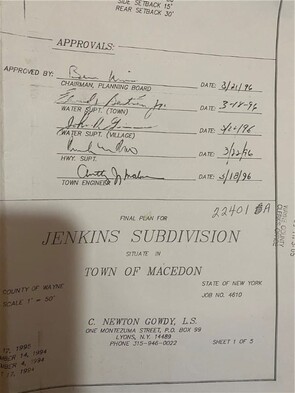 SIDE SETBACK 15'
REAR SETBACK 30'
APPROVALS:
APPROVED BY:
CHAIRMAN, PLANNING BOARD
DATE: 3/21/96
WATER SUPT. (TOWN)
DATE: 3-18-96
WATER SUPT. (VILLAGE)
DATE:
HWY. SUPT.
DATE: 3/22/96
TOWN ENGINEER
DATE: 3/18/96
22401
FINAL PLAN FOR
JENKINS SUBDIVISION
SITUATE IN
TOWN OF MACEDON
COUNTY OF WAYNE
STATE OF NEW YORK
SCALE 1" = 50'
JOB NO. 4610
C. NEWTON GOWDY, L.S.
ONE MONTEZUMA STREET, P.O. BOX 99
LYONS, N.Y. 14489
PHONE 315-946-0022
SHEET 1 OF 5